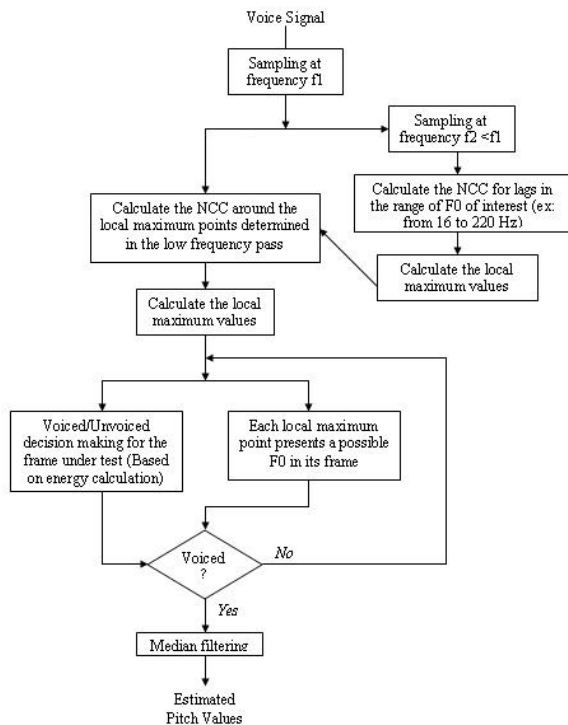 Voice Signal
Sampling at
frequency f1
Sampling at
frequency f2 <f1
Calculate the NCC for lags in
the range of F0 of interest (ex:
from 16 to 220 Hz)
Calculate the local
maximum values
Calculate the NCC around the
local maximum points determined
in the low frequency pass
Calculate the local
maximum values
Voiced/Unvoiced
decision making for the
frame under test (Based
on energy calculation)
Each local maximum
point presents a possible
F0 in its frame
Voiced
?
No
Yes
Median filtering
Estimated
Pitch Values